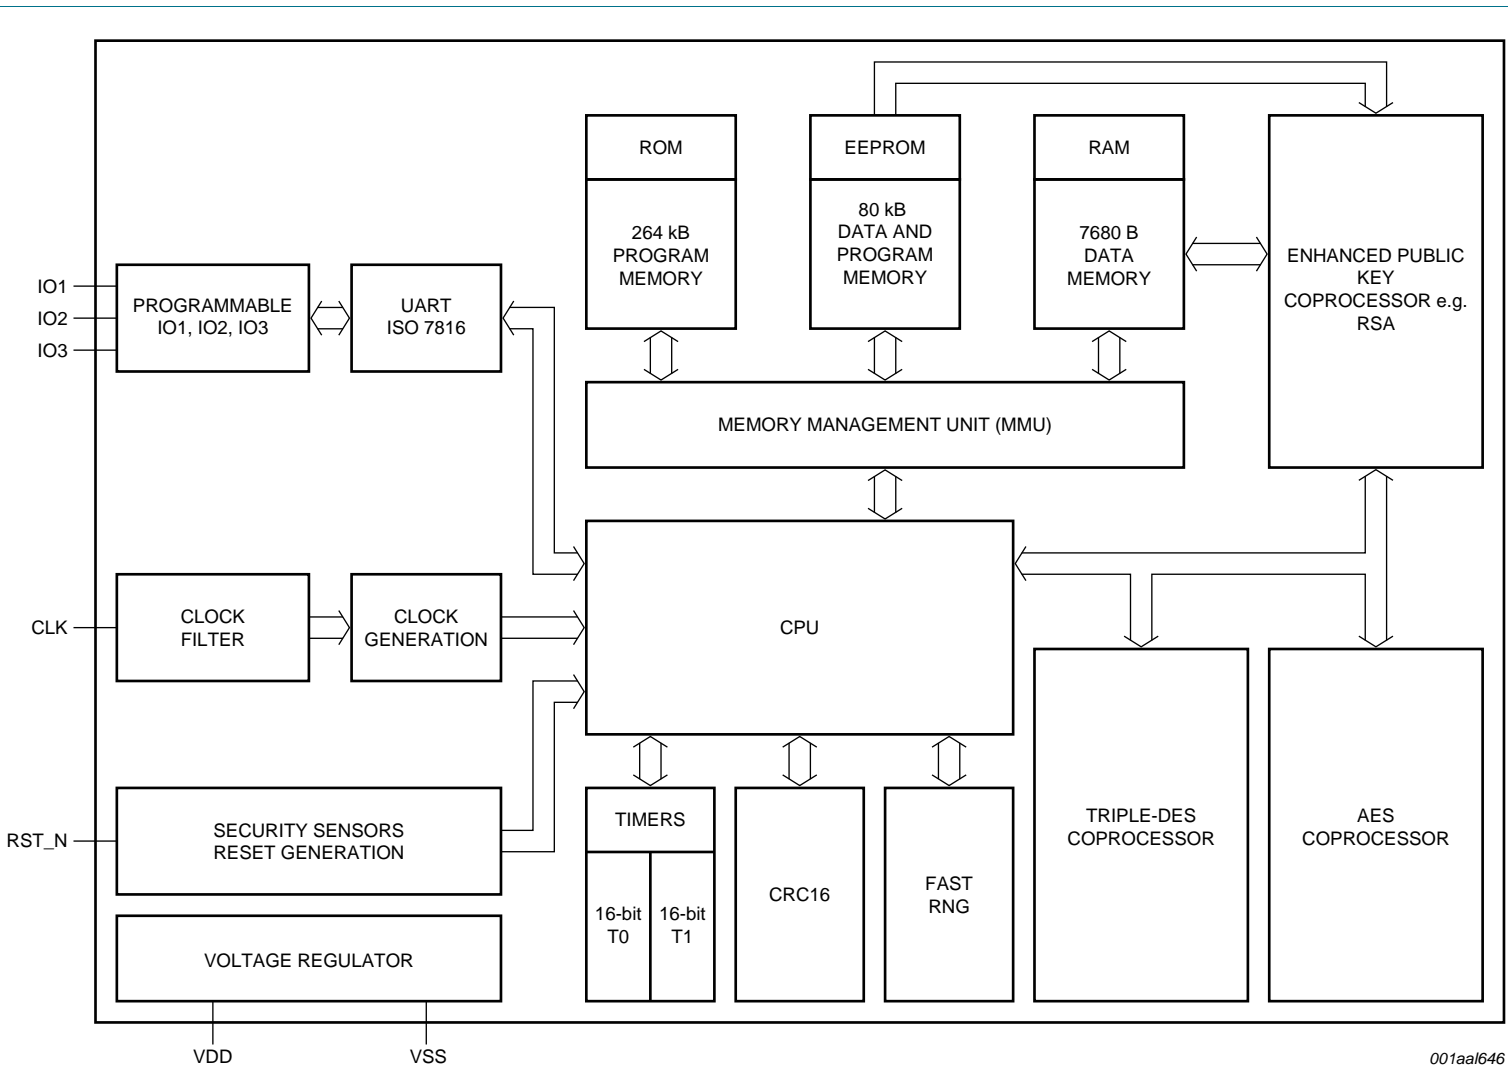 ROM
264 kB
PROGRAM
MEMORY
EEPROM
80 kB
DATA AND
PROGRAM
MEMORY
RAM
7680 B
DATA
MEMORY
ENHANCED PUBLIC
KEY
COPROCESSOR e.g.
RSA
IO1
IO2
IO3
PROGRAMMABLE
IO1, IO2, IO3
UART
ISO 7816
MEMORY MANAGEMENT UNIT (MMU)
CLK
CLOCK
FILTER
CLOCK
GENERATION
CPU
RST_N
SECURITY SENSORS
RESET GENERATION
TIMERS
16-bit
T0
16-bit
T1
CRC16
FAST
RNG
TRIPLE-DES
COPROCESSOR
AES
COPROCESSOR
VOLTAGE REGULATOR
VDD
VSS
001aal646